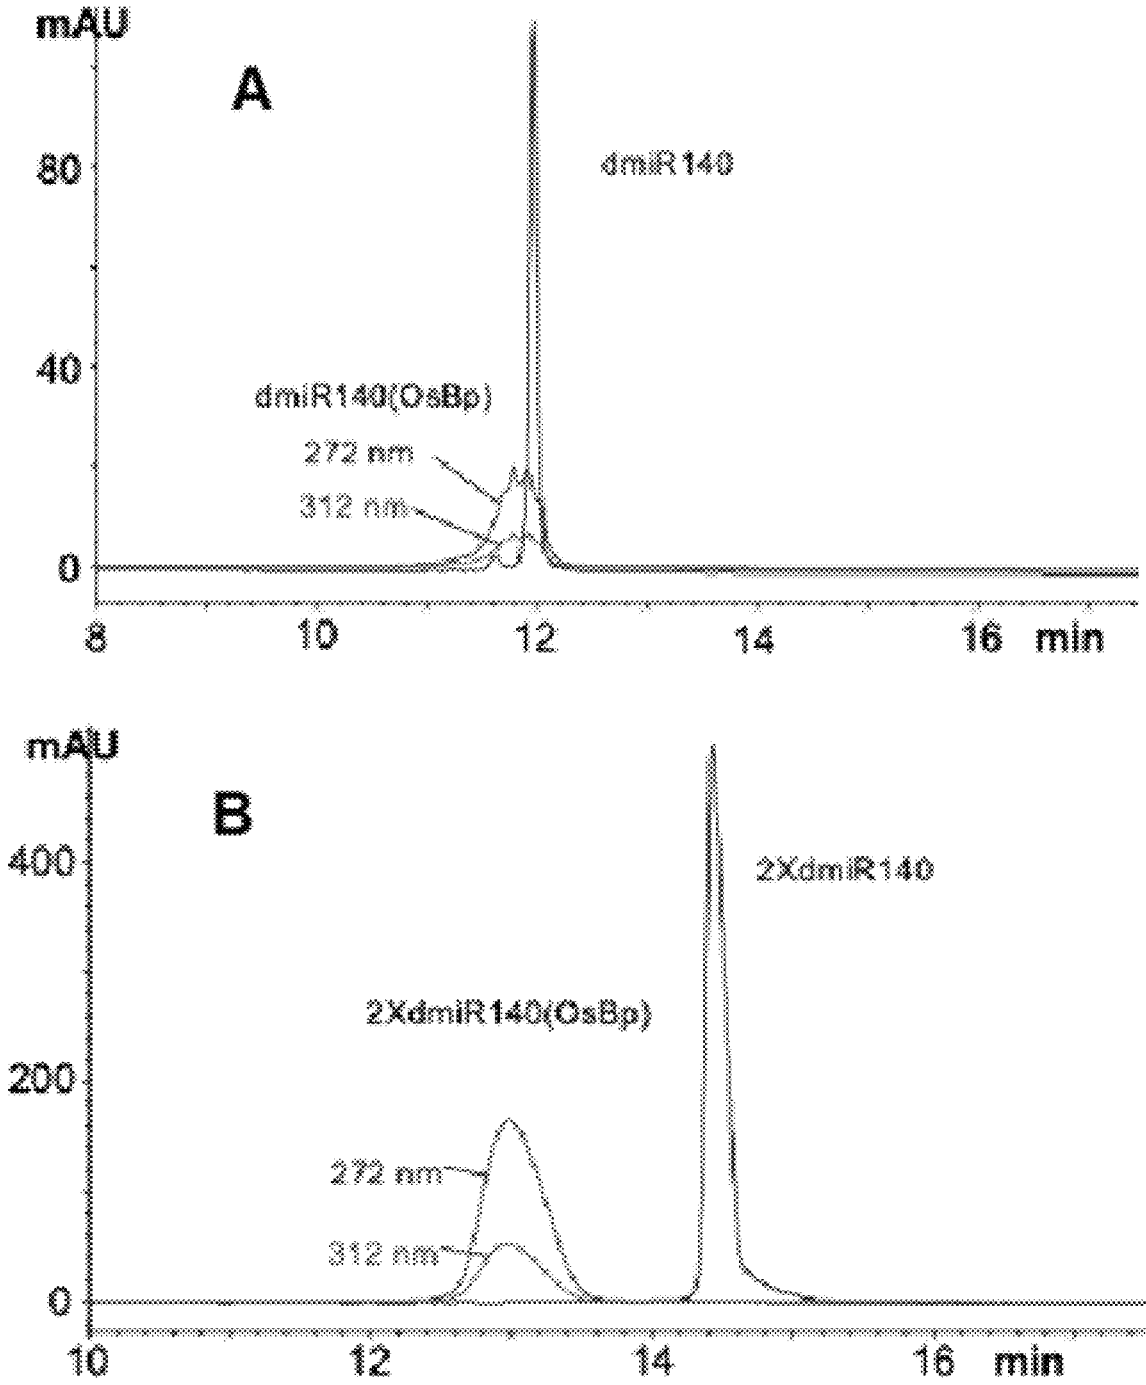 mAU
A
80
dmiR140
40
dmiR140(OsBp)
272 nm
312 nm
0
8 10 12 14 16 min
mAU
B
400
2XdmiR140
2XdmiR140(OsBp)
200
272 nm
312 nm
0
10 12 14 16 min